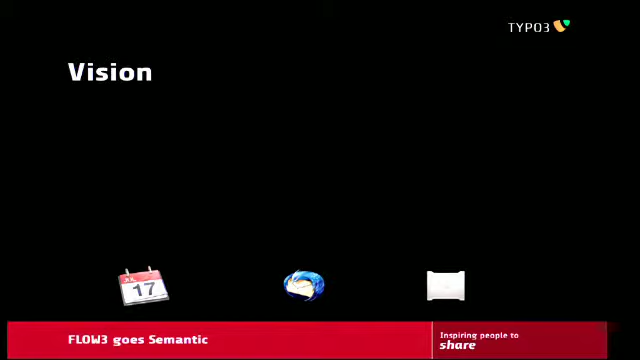 TYPO3
Vision
17
FLOW3 goes Semantic
Inspiring people to
share